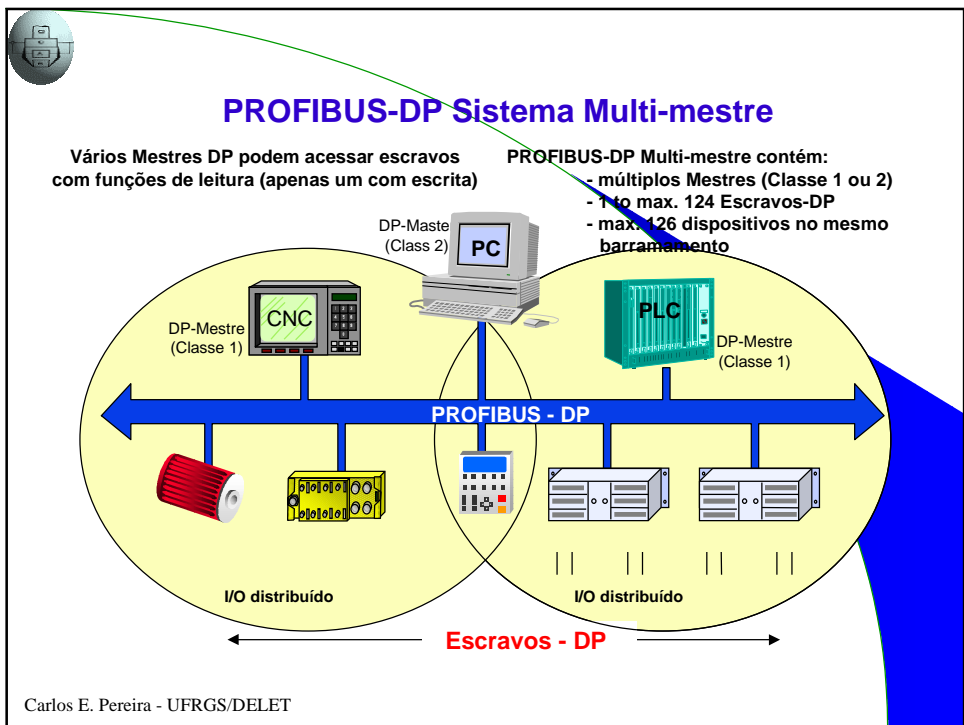 PROFIBUS-DP Sistema Multi-mestre
Vários Mestres DP podem acessar escravos
com funções de leitura (apenas um com escrita)
PROFIBUS-DP Multi-mestre contém:
- múltiplos Mestres (Classe 1 ou 2)
- 1 to max. 124 Escravos-DP
- max. 126 dispositivos no mesmo
barramamento
DP-Maste
(Class 2)
PC
CNC
DP-Mestre
(Classe 1)
PLC
DP-Mestre
(Classe 1)
PROFIBUS - DP
I/O distribuído
I/O distribuído
Escravos - DP
Carlos E. Pereira - UFRGS/DELET